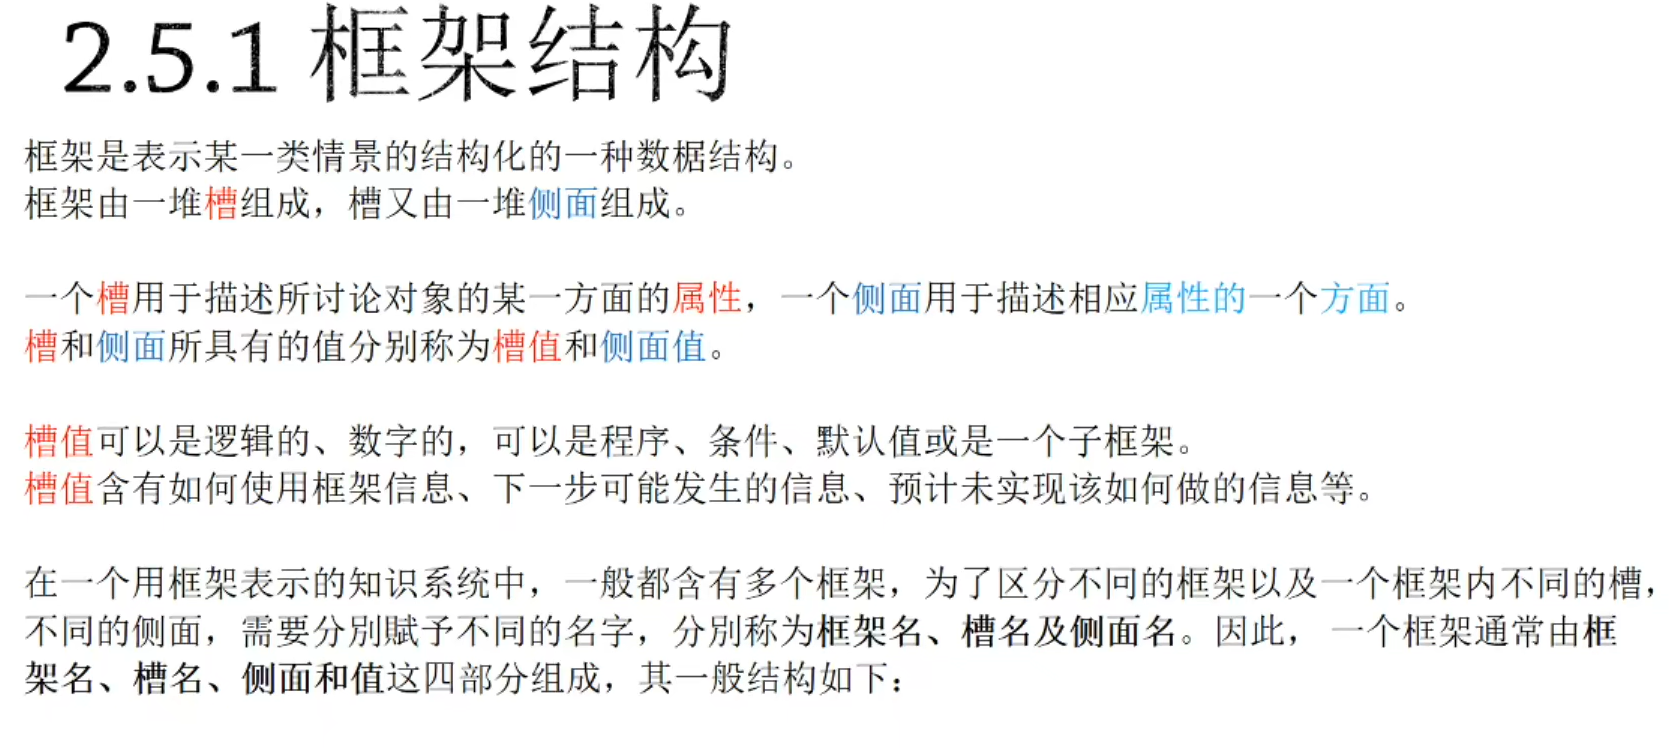 2.5.1 框架结构
框架是表示某一类情景的结构化的一种数椐结构。
框架由一堆槽组成，槽又由一堆侧面组成。
一个槽用于描述所讨论对象的某一方面的属性，一个侧面用于描述相应属性的一个方面。
槽和侧面所具有的值分别称为槽值和侧面值。
槽值可以是逻辑的、数字的，可以是程序、条件、默认值或是一个子框架。
槽值含有如何使用框架信息、下一步可能发生的信息、预计未实现该如何做的信息等。
在一个用框架表示的知识系统中，一般都含有多个框架，为了区分不问的框架以及一个框架内不同的槽，
不同的侧面，需要分別賦予不同的名字，分別称为框架名、槽名及侧面名。因此， 一个框架通常由框
架名、槽名、侧面和值这四部分组成，其一般结构如下：